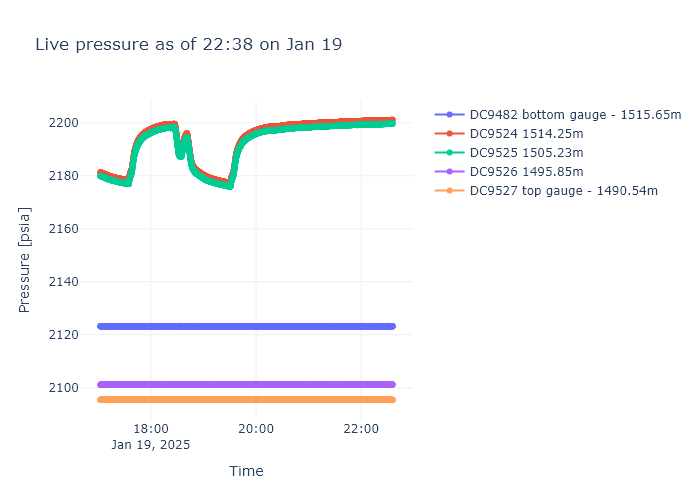 Live pressure as of 22:38 on Jan 19
DC9482 bottom gauge - 1515.65m
DC9524 1514.25m
DC9525 1505.23m
DC9526 1495.85m
DC9527 top gauge - 1490.54m
Pressure [psia]
2200
2180
2160
2140
2120
2100
18:00
Jan 19, 2025
20:00
22:00
Time